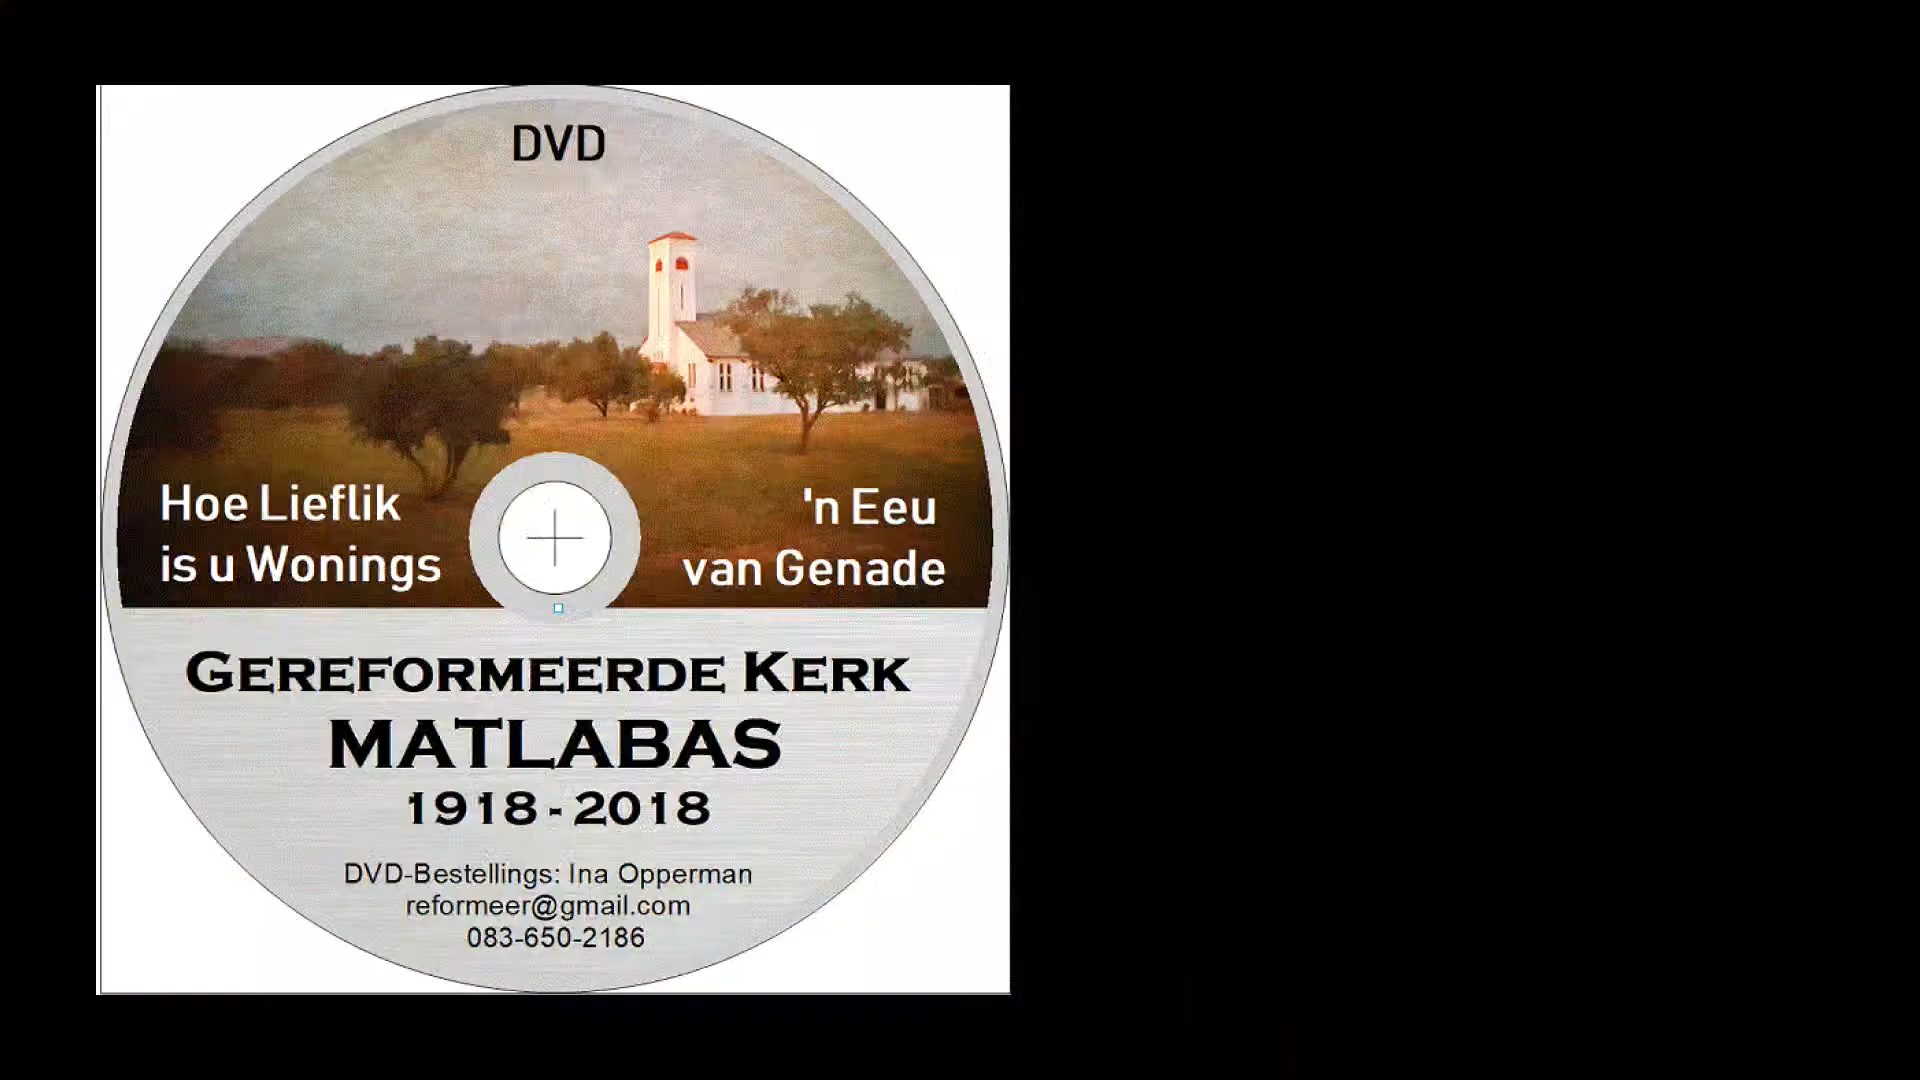 DVD
Hoe Lieflik
is u Wonings
'n Eeu
van Genade
GEREFORMEERDE KERK
MATLABAS
1918 - 2018
DVD-Bestellings: Ina Opperman
reformeer@gmail.com
083-650-2186